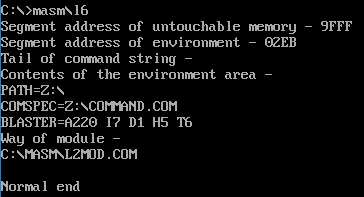 C:\>masm\l6
Segment address of untouchable memory - 9FFF
Segment address of environment - 02EB
Tail of command string -
Contents of the environment area -
PATH=Z:\
COMSPEC=Z:\COMMAND.COM
BLASTER=A220 I7 D1 H5 T6
Way of module -
C:\MASM\L2MOD.COM
Normal end